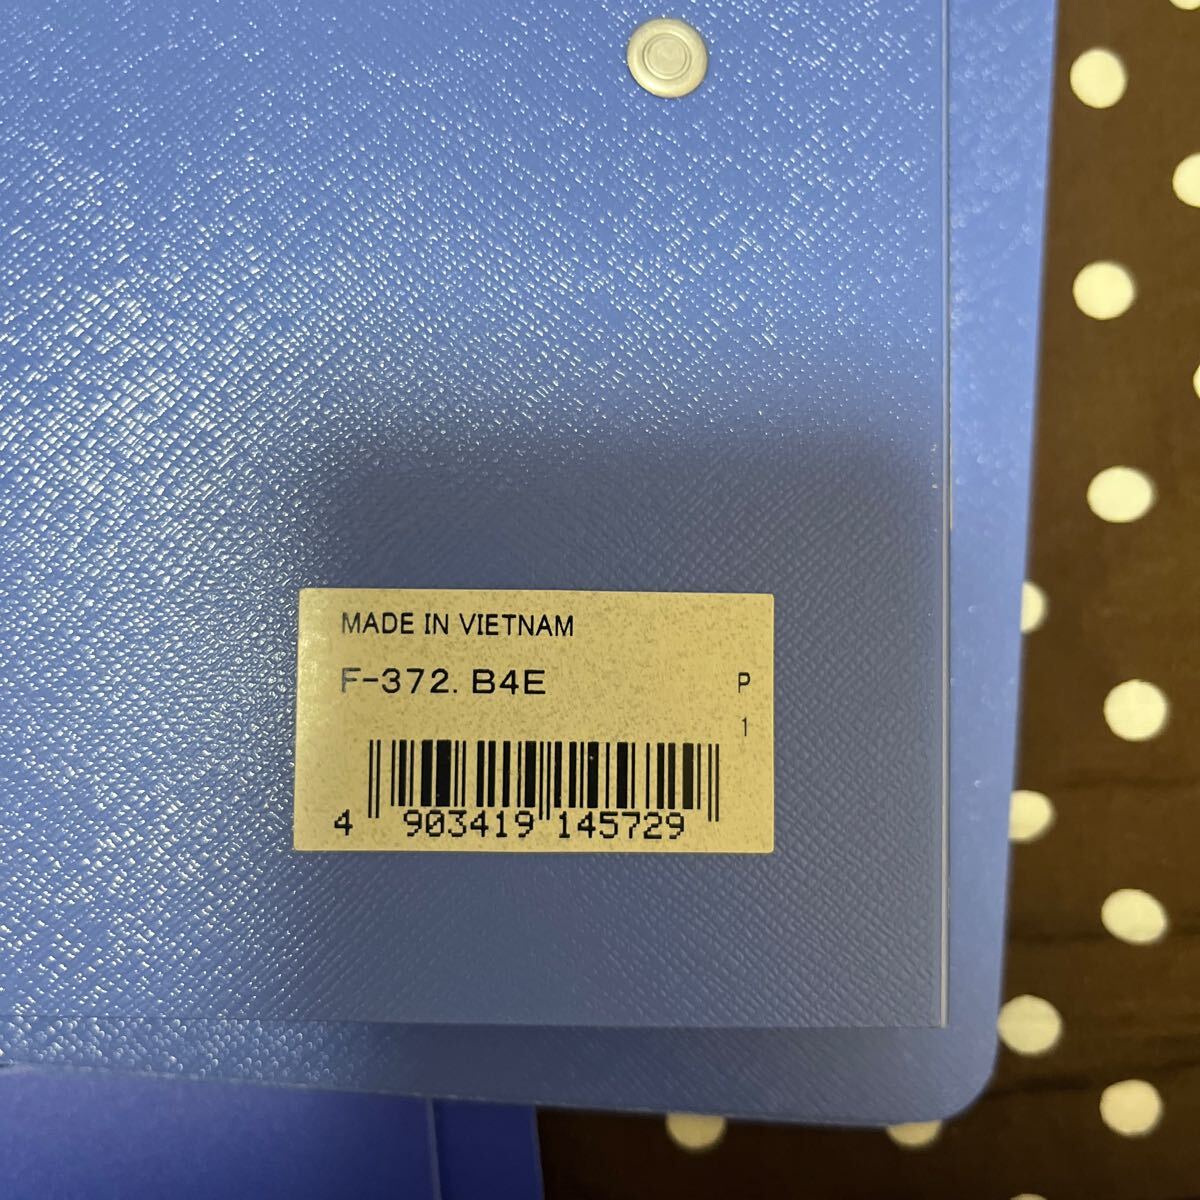 MADE IN VIETNAM
F-372. B4E P
1
4 903419 145729